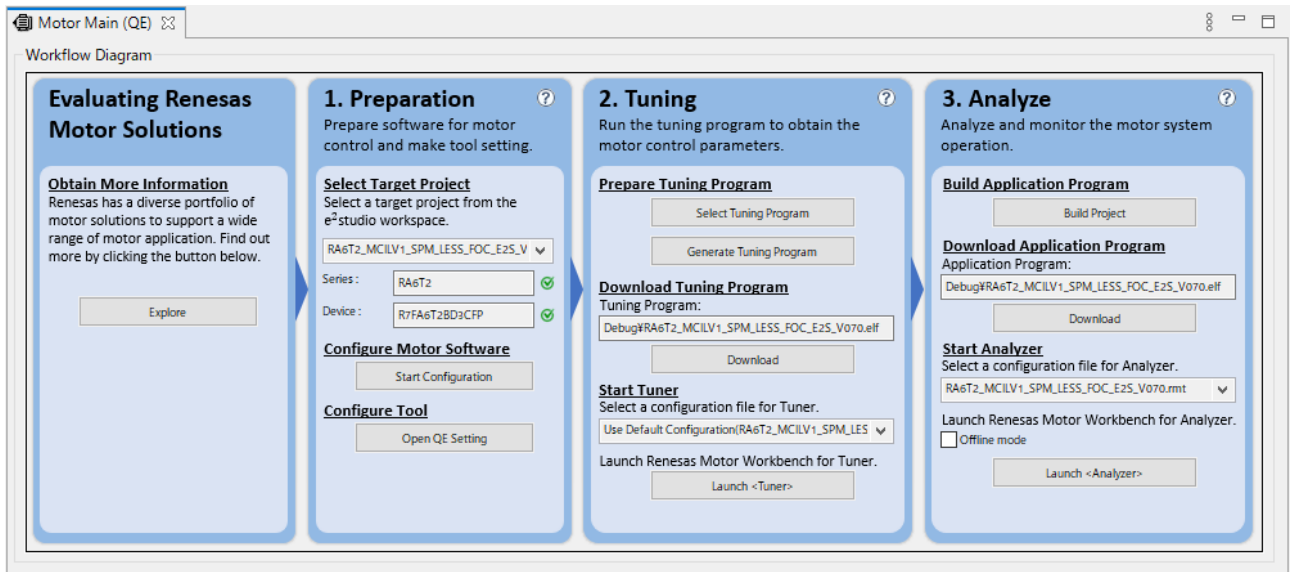 Motor Main (QE)
Workflow Diagram
Evaluating Renesas
Motor Solutions
Obtain More Information
Renesas has a diverse portfolio of
motor solutions to support a wide
range of motor application. Find out
more by clicking the button below.
Explore
1. Preparation
?
Prepare software for motor
control and make tool setting.
Select Target Project
Select a target project from the
e²studio workspace.
RA6T2_MCILV1_SPM_LESS_FOC_E2S_V
Series :
RA6T2
Device :
R7FA6T2BD3CFP
Configure Motor Software
Start Configuration
Configure Tool
Open QE Setting
2. Tuning
?
Run the tuning program to obtain the
motor control parameters.
Prepare Tuning Program
Select Tuning Program
Generate Tuning Program
Download Tuning Program
Tuning Program:
Debug¥RA6T2_MCILV1_SPM_LESS_FOC_E2S_V070.elf
Download
Start Tuner
Select a configuration file for Tuner.
Use Default Configuration(RA6T2_MCILV1_SPM_LES
Launch Renesas Motor Workbench for Tuner.
Launch <Tuner>
3. Analyze
?
Analyze and monitor the motor system
operation.
Build Application Program
Build Project
Download Application Program
Application Program:
Debug¥RA6T2_MCILV1_SPM_LESS_FOC_E2S_V070.elf
Download
Start Analyzer
Select a configuration file for Analyzer.
RA6T2_MCILV1_SPM_LESS_FOC_E2S_V070.rmt
Launch Renesas Motor Workbench for Analyzer.
Offline mode
Launch <Analyzer>